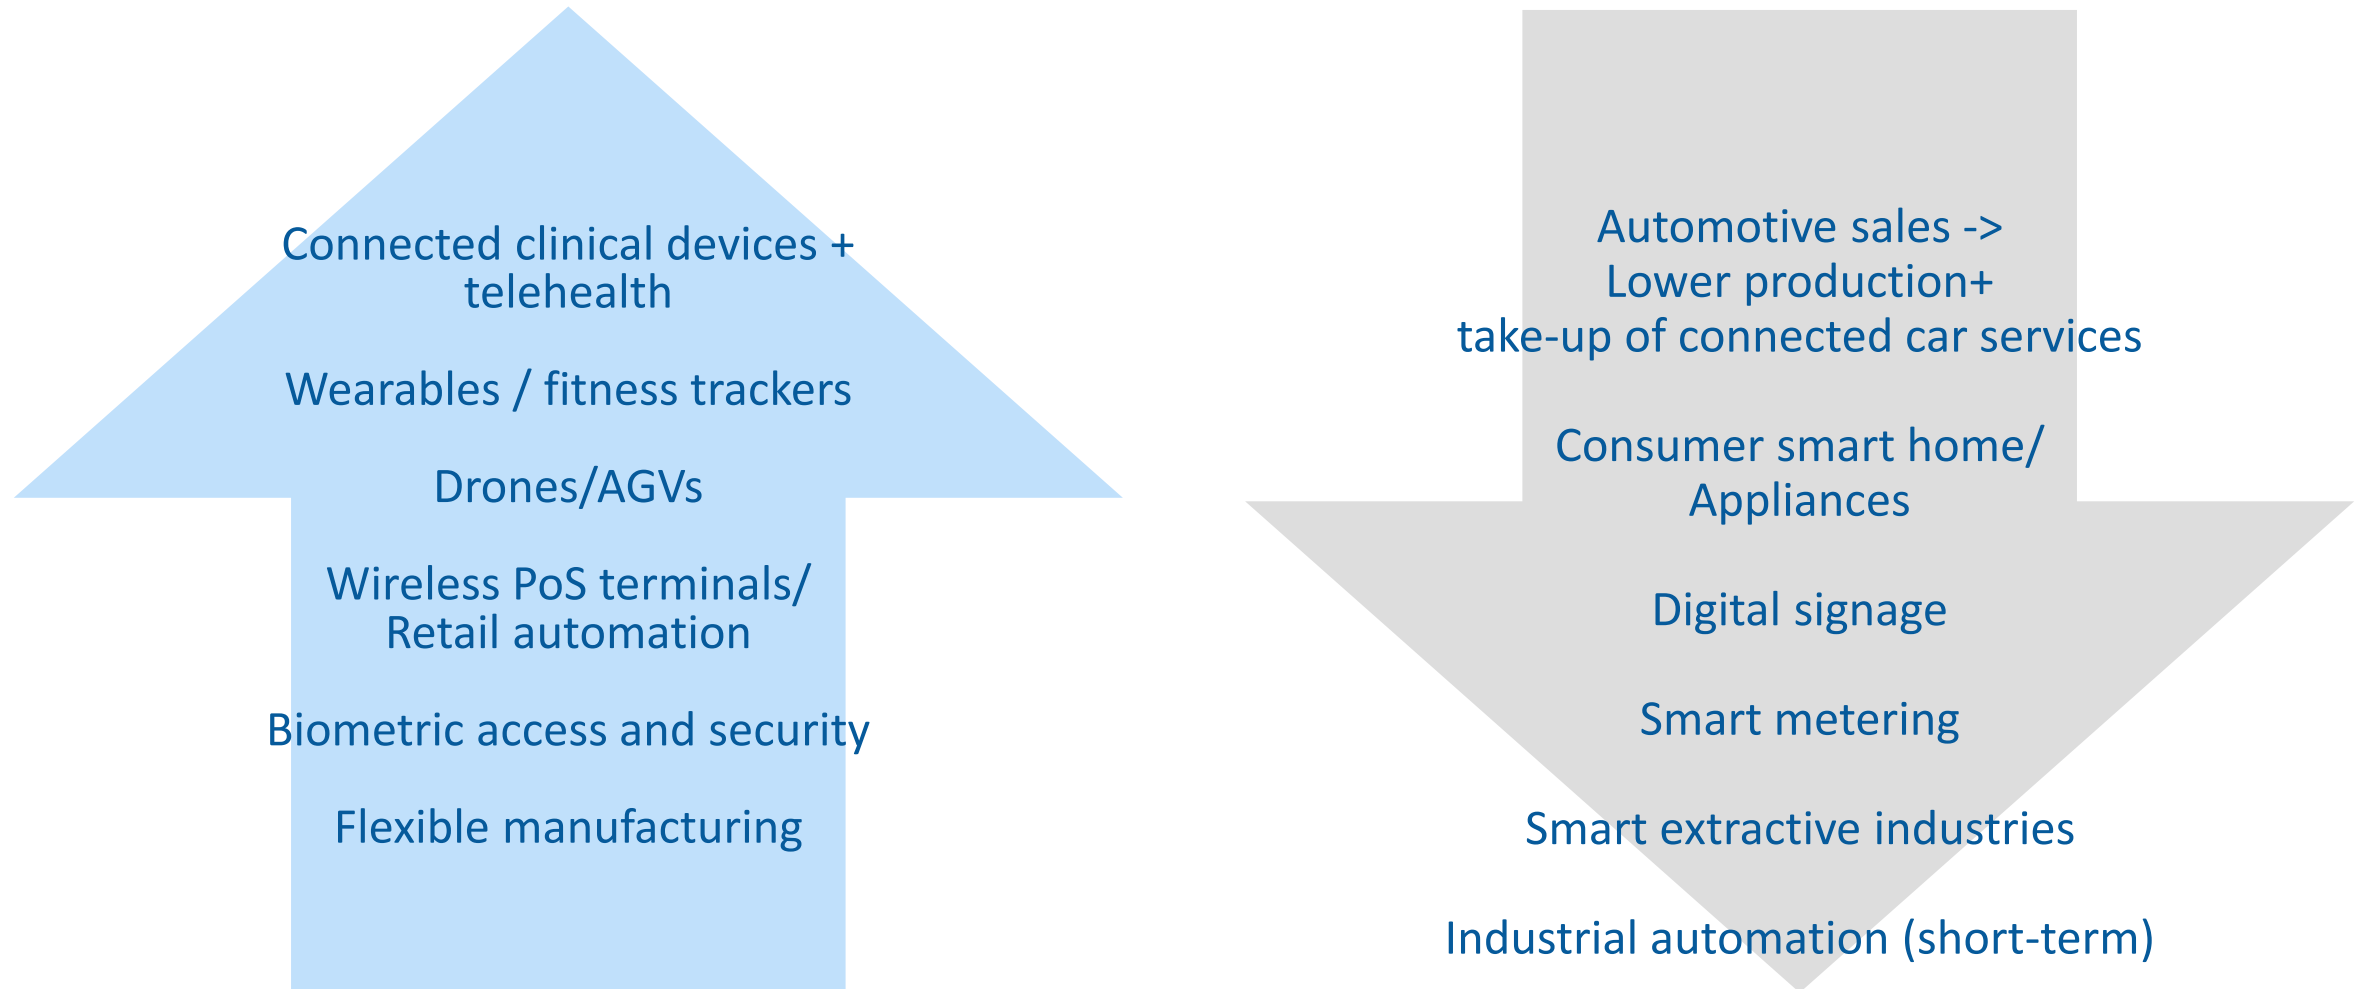 Connected clinical devices +
telehealth
Wearables / fitness trackers
Drones/AGVs
Wireless PoS terminals/
Retail automation
Biometric access and security
Flexible manufacturing
Automotive sales ->
Lower production+
take-up of connected car services
Consumer smart home/
Appliances
Digital signage
Smart metering
Smart extractive industries
Industrial automation (short-term)